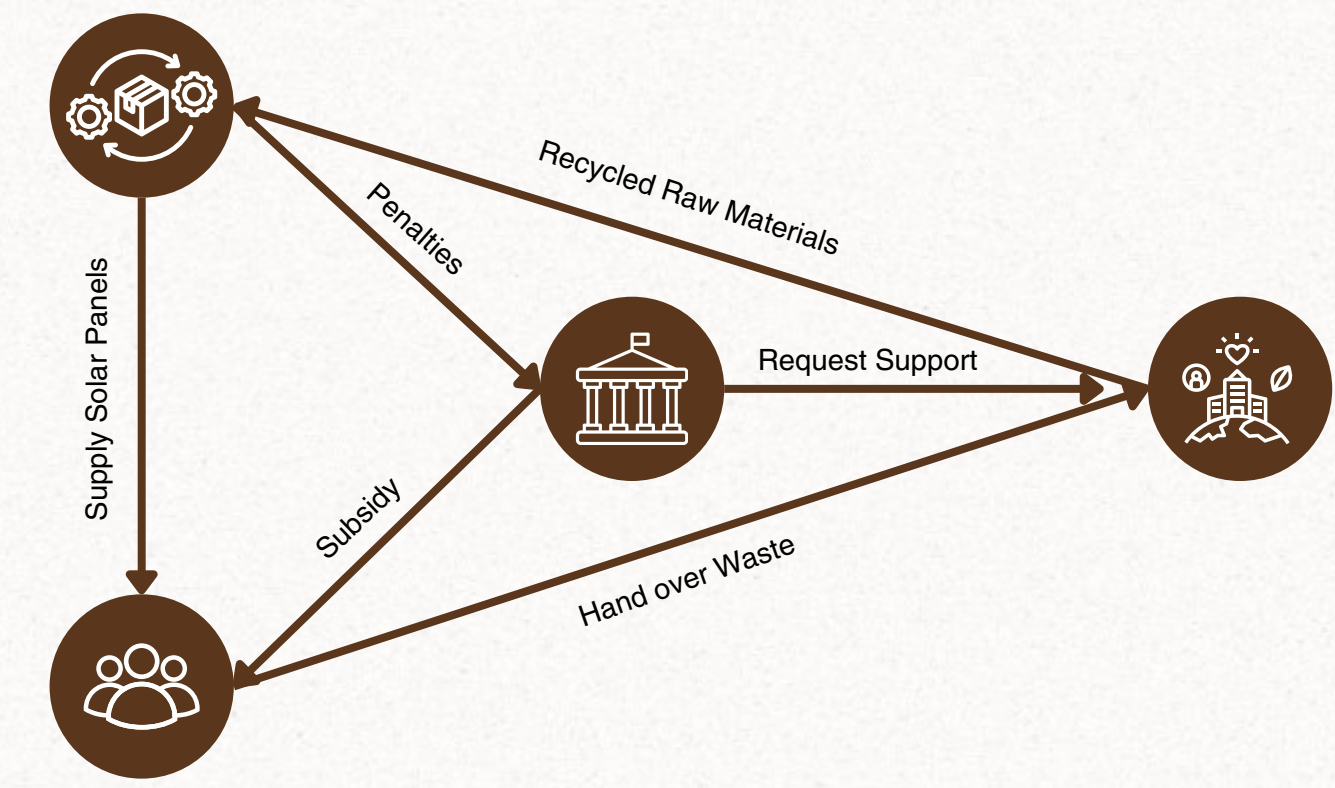 Recycled Raw Materials
Penalties
Supply Solar Panels
Request Support
Subsidy
Hand over Waste